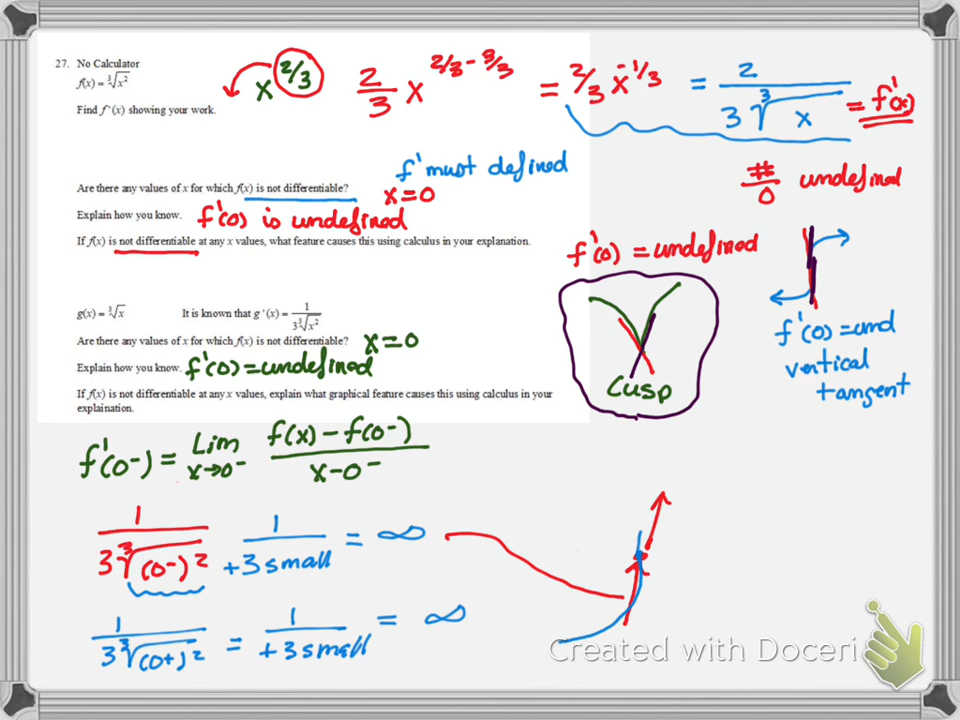 27. No Calculator
f(x) = ∛x²
x^(2/3) 2/3 x^(2/3 - 3/3) = 2/3 x^(-1/3) = 2/(3∛x) = f'(x)
Find f '(x) showing your work.
#/0 undefined
f' must defined
Are there any values of x for which f(x) is not differentiable? x=0
Explain how you know. f'(0) is undefined
If f(x) is not differentiable at any x values, what feature causes this using calculus in your explanation.
f'(0) = undefined
Cusp
f'(0) = und
vertical
tangent
g(x) = ∛x It is known that g '(x) = 1/(3∛x²)
Are there any values of x for which f(x) is not differentiable? x=0
Explain how you know. f'(0) = undefined
If f(x) is not differentiable at any x values, explain what graphical feature causes this using calculus in your
explaination.
f'(0-) = Lim x→0- (f(x) - f(0-))/(x-0-)
1/(3∛(0-)²) 1/(+3 small) = ∞
1/(3∛(0+)²) = 1/(+3 small) = ∞
Created with Doceri